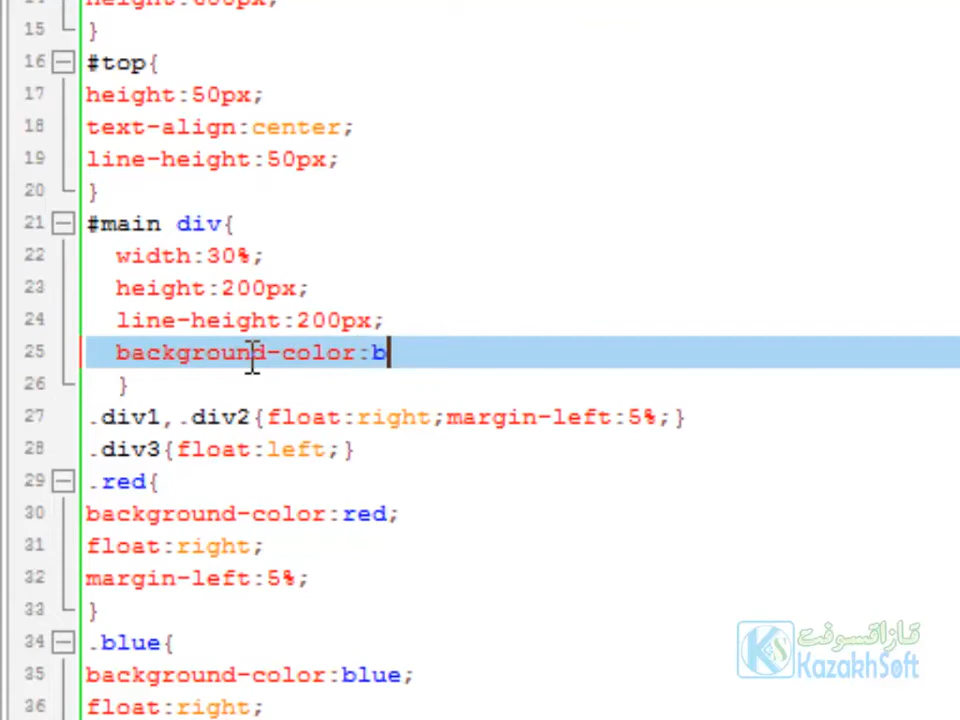 height:600px;
15 }
16 #top{
17 height:50px;
18 text-align:center;
19 line-height:50px;
20 }
21 #main div{
22 width:30%;
23 height:200px;
24 line-height:200px;
25 background-color:b
26 }
27 .div1,.div2{float:right;margin-left:5%;}
28 .div3{float:left;}
29 .red{
30 background-color:red;
31 float:right;
32 margin-left:5%;
33 }
34 .blue{
35 background-color:blue;
36 float:right;
قازاقسوفت
KazakhSoft